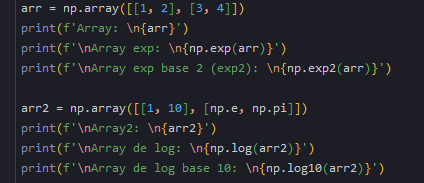 arr = np.array([[1, 2], [3, 4]])
print(f'Array: \n{arr}')
print(f'\nArray exp: \n{np.exp(arr)}')
print(f'\nArray exp base 2 (exp2): \n{np.exp2(arr)}')
arr2 = np.array([[1, 10], [np.e, np.pi]])
print(f'\nArray2: \n{arr2}')
print(f'\nArray de log: \n{np.log(arr2)}')
print(f'\nArray de log base 10: \n{np.log10(arr2)}')